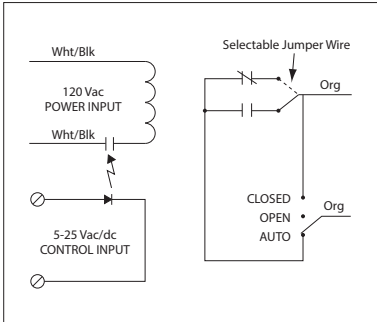 Wht/Blk
120 Vac
POWER INPUT
Wht/Blk
5-25 Vac/dc
CONTROL INPUT
Selectable Jumper Wire
Org
CLOSED
OPEN
AUTO
Org